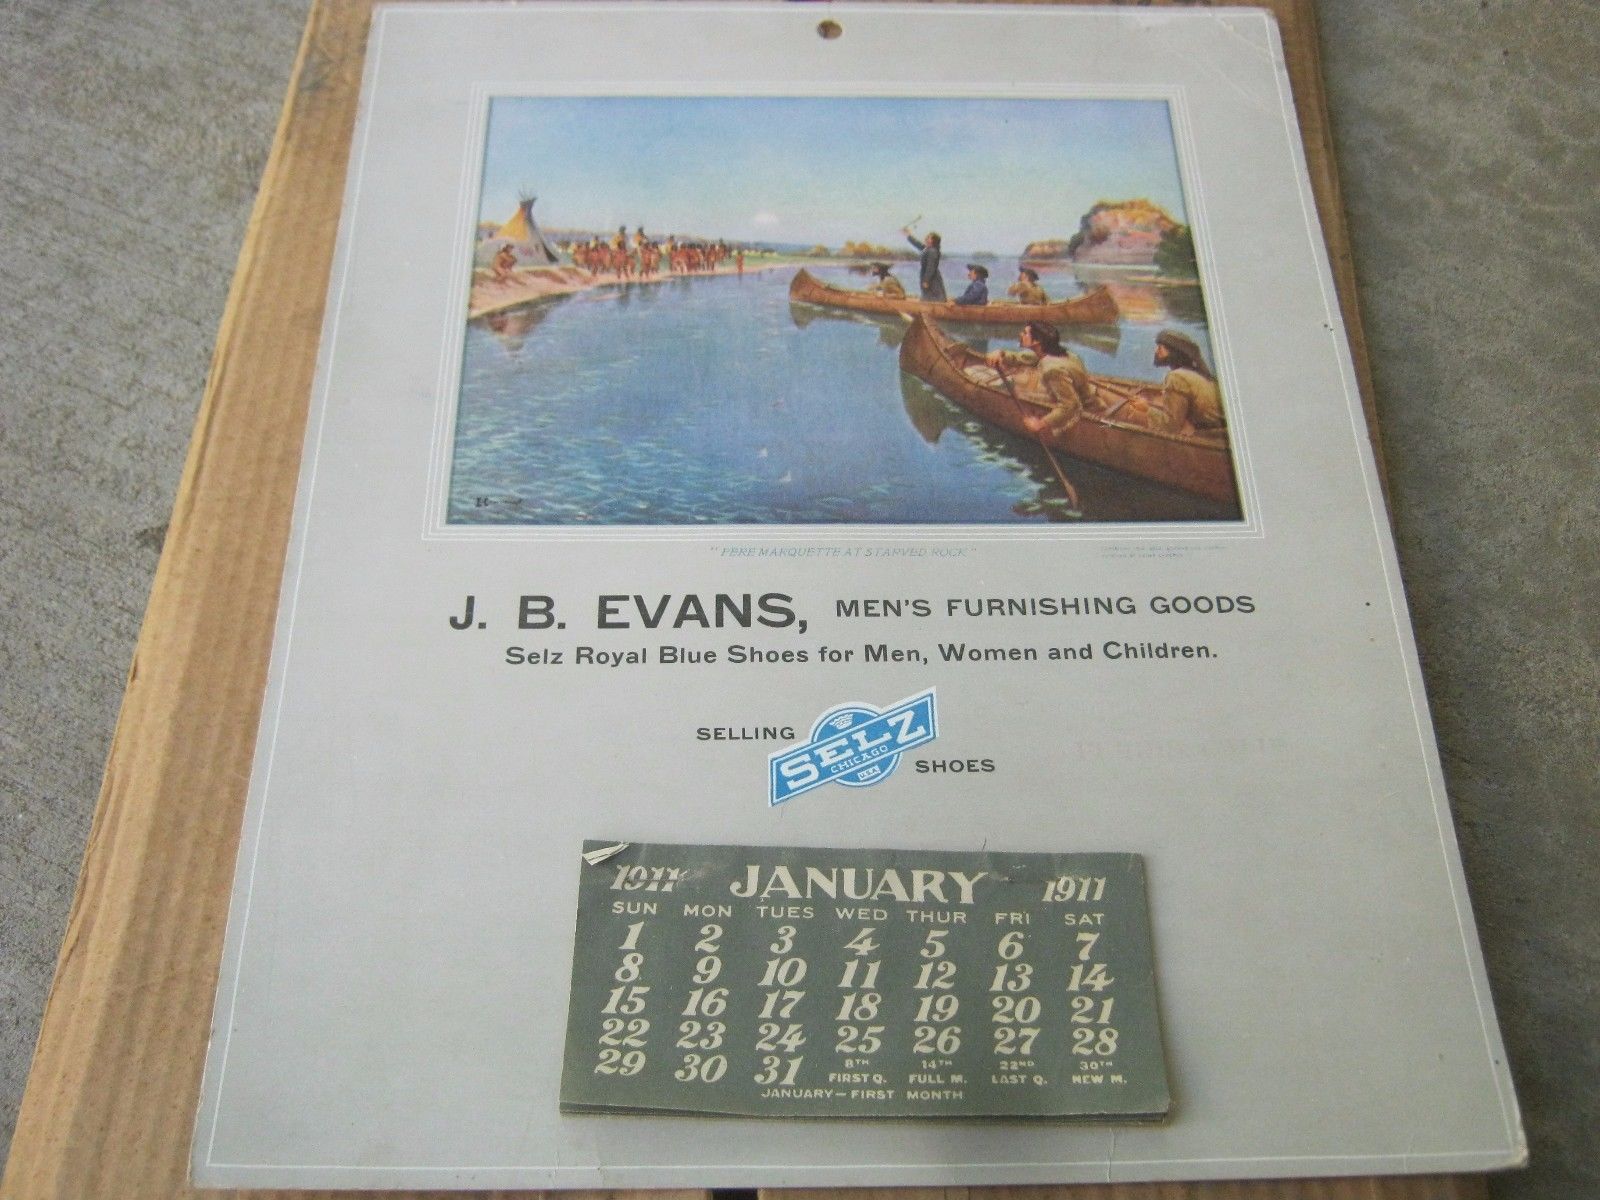 "PERE MARQUETTE AT STARVED ROCK"
J. B. EVANS, MEN'S FURNISHING GOODS
Selz Royal Blue Shoes for Men, Women and Children.
SELLING SELZ SHOES
CHICAGO
U.S.A.
1911 JANUARY 1911
SUN MON TUES WED THUR FRI SAT
1 2 3 4 5 6 7
8 9 10 11 12 13 14
15 16 17 18 19 20 21
22 23 24 25 26 27 28
29 30 31 8TH FIRST Q. 14TH FULL M. 22ND LAST Q. 30TH NEW M.
JANUARY—FIRST MONTH